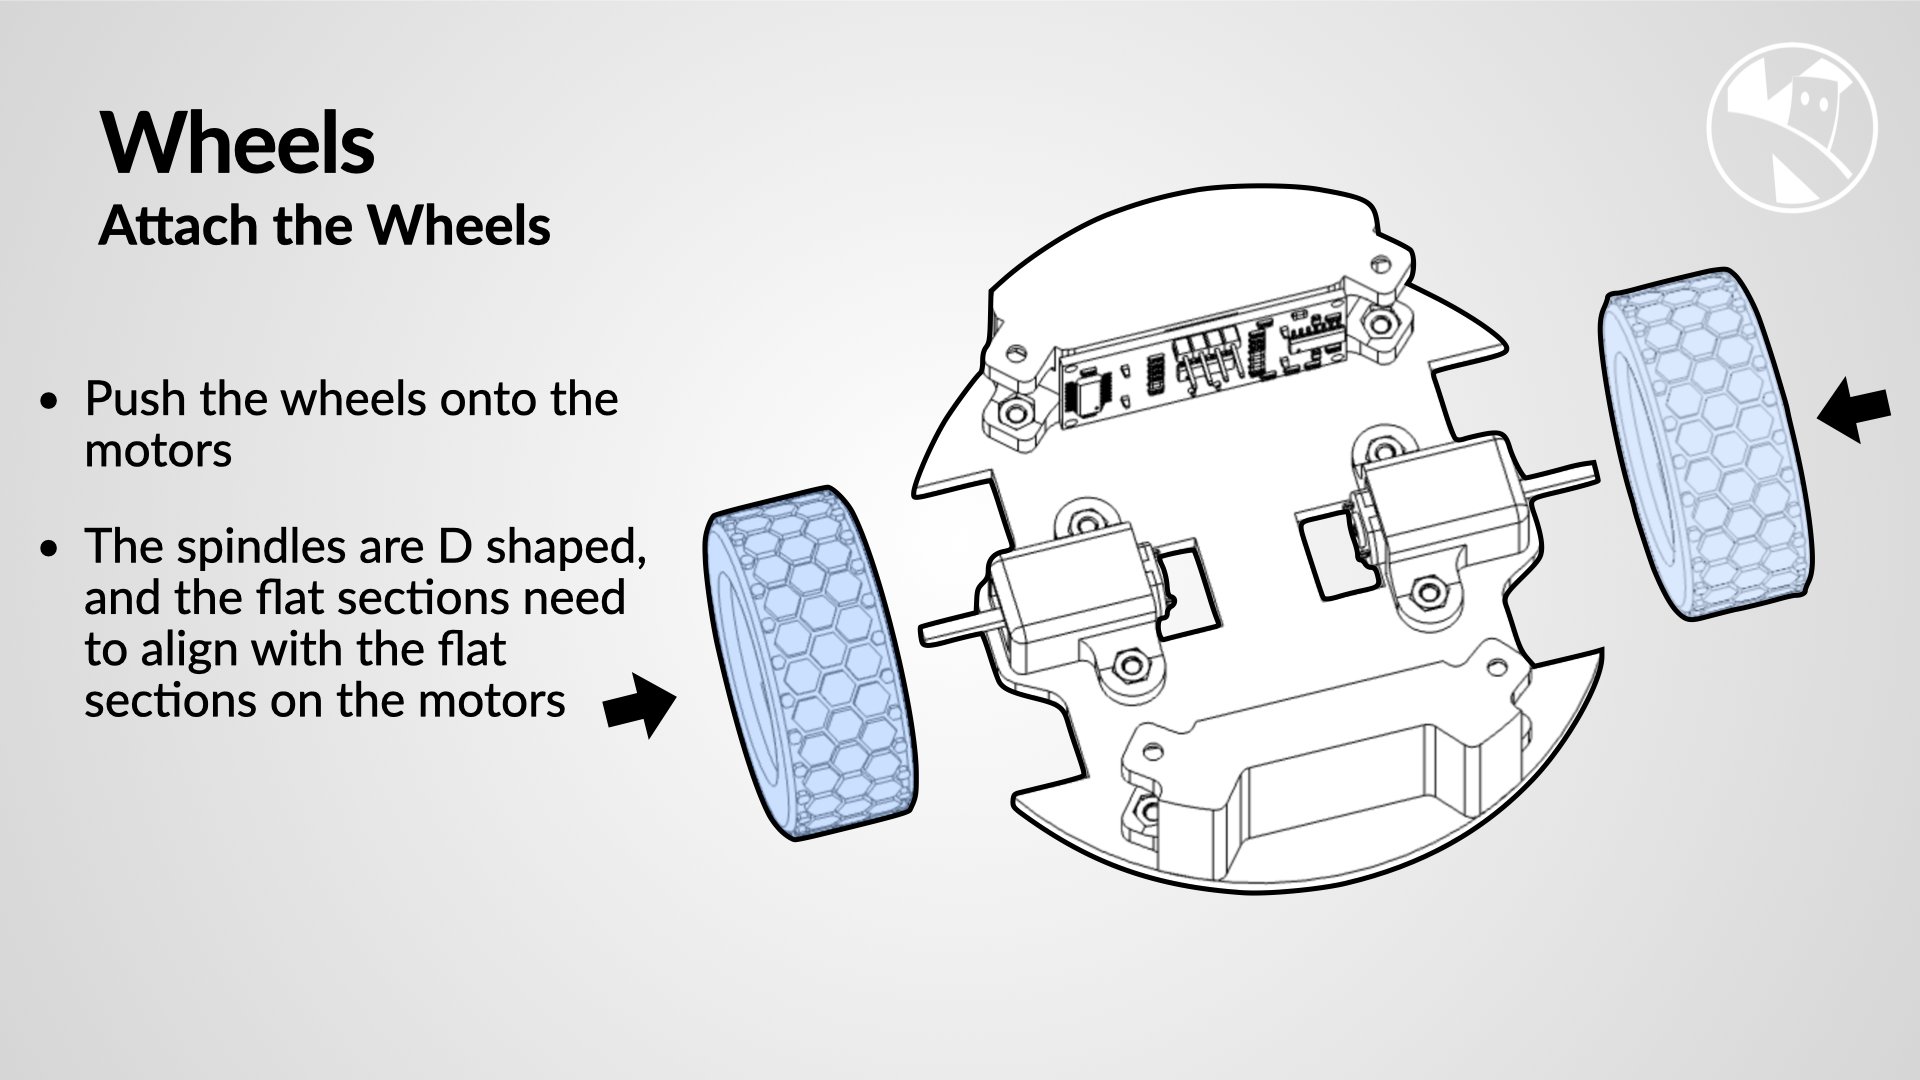 Wheels
Attach the Wheels
• Push the wheels onto the
motors
• The spindles are D shaped,
and the flat sections need
to align with the flat
sections on the motors